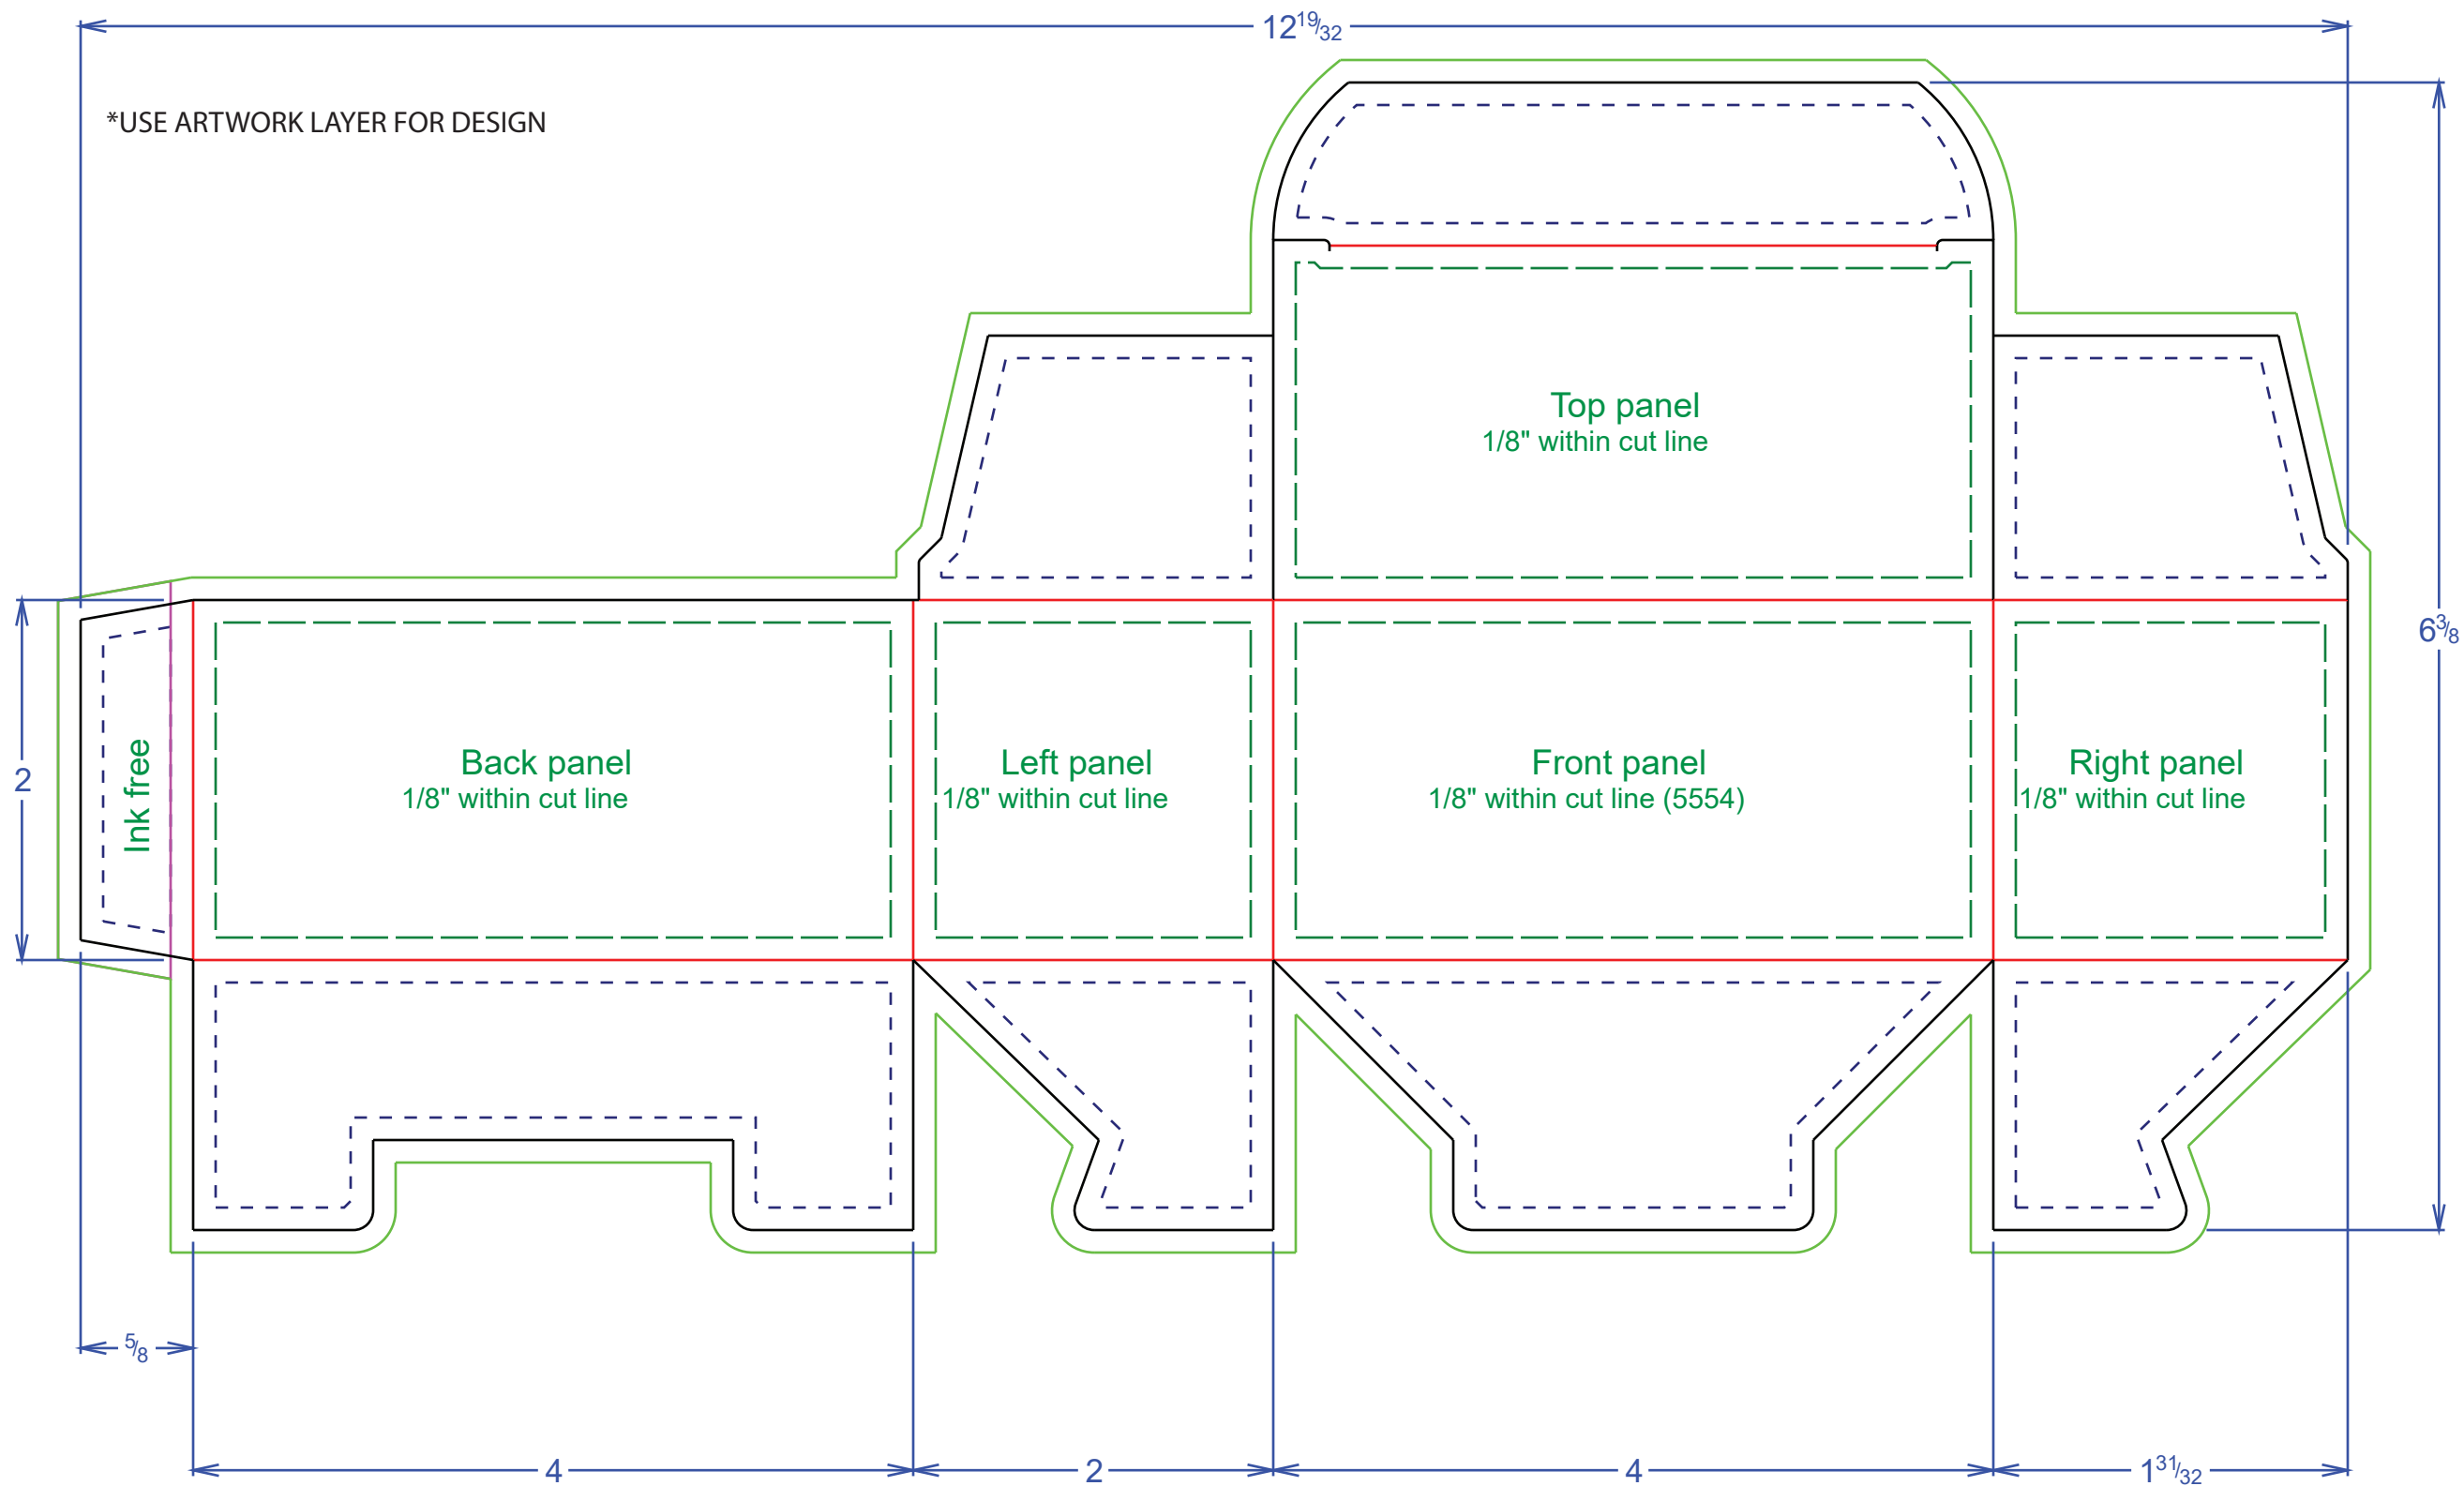 12 19/32
*USE ARTWORK LAYER FOR DESIGN
Top panel
1/8" within cut line
6 3/8
Ink free
Back panel
1/8" within cut line
Left panel
1/8" within cut line
Front panel
1/8" within cut line (5554)
Right panel
1/8" within cut line
2
5/8
4
2
4
1 31/32